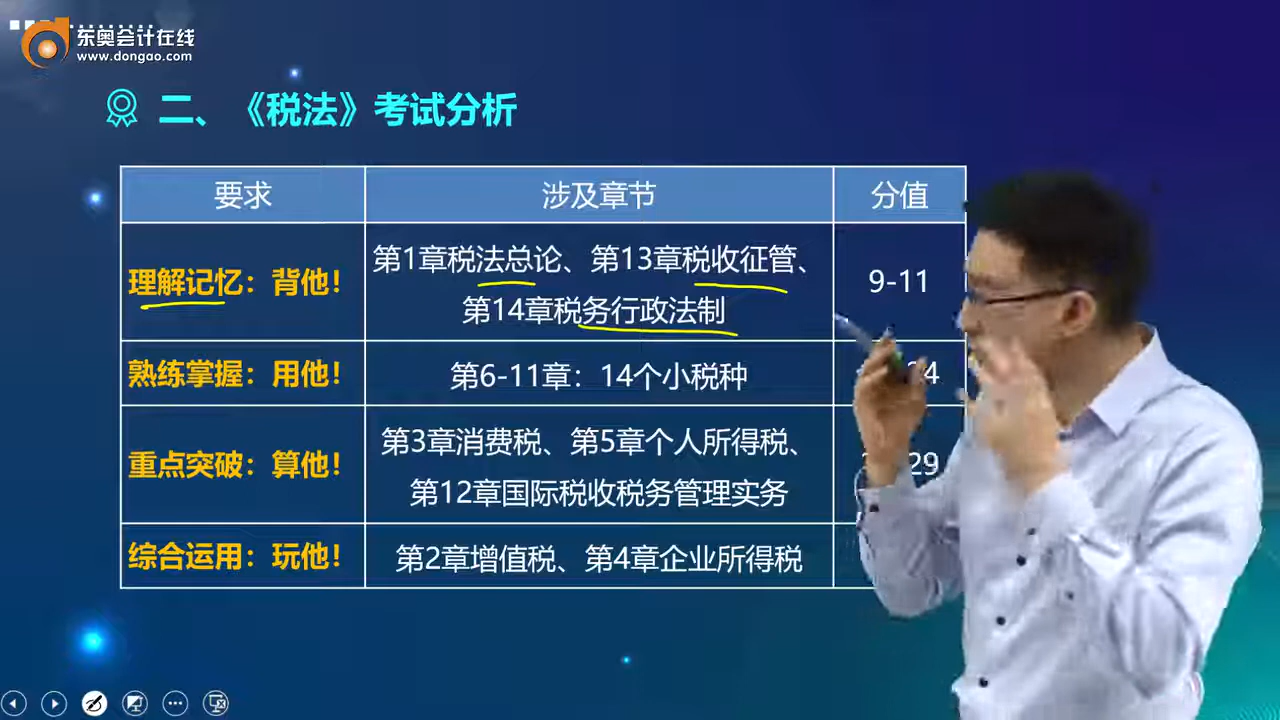 东奥会计在线
www.dongao.com
二、《税法》考试分析
要求
涉及章节
分值
理解记忆：背他！
第1章税法总论、第13章税收征管、
第14章税务行政法制
9-11
熟练掌握：用他！
第6-11章：14个小税种
重点突破：算他！
第3章消费税、第5章个人所得税、
第12章国际税收税务管理实务
综合运用：玩他！
第2章增值税、第4章企业所得税